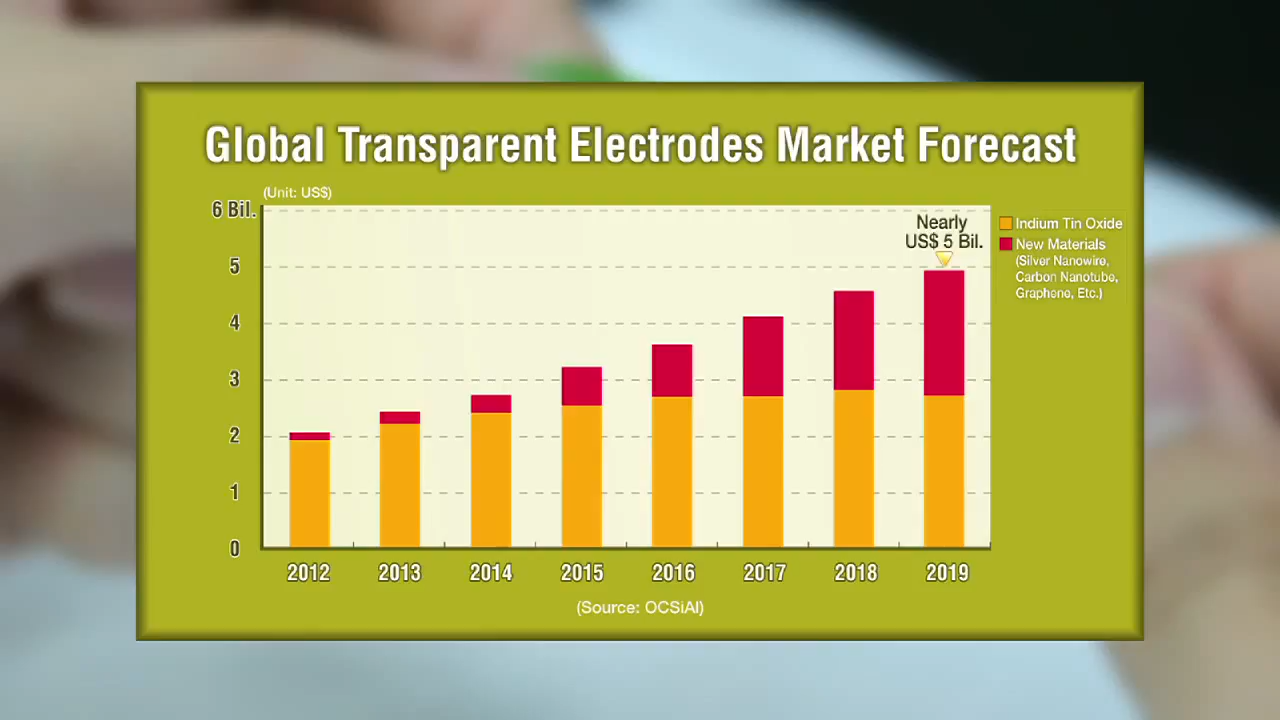 Global Transparent Electrodes Market Forecast
(Unit: US$)
6 Bil.
5
4
3
2
1
0
Nearly
US$ 5 Bil.
Indium Tin Oxide
New Materials
(Silver Nanowire,
Carbon Nanotube,
Graphene, Etc.)
2012 2013 2014 2015 2016 2017 2018 2019
(Source: OCSiAl)